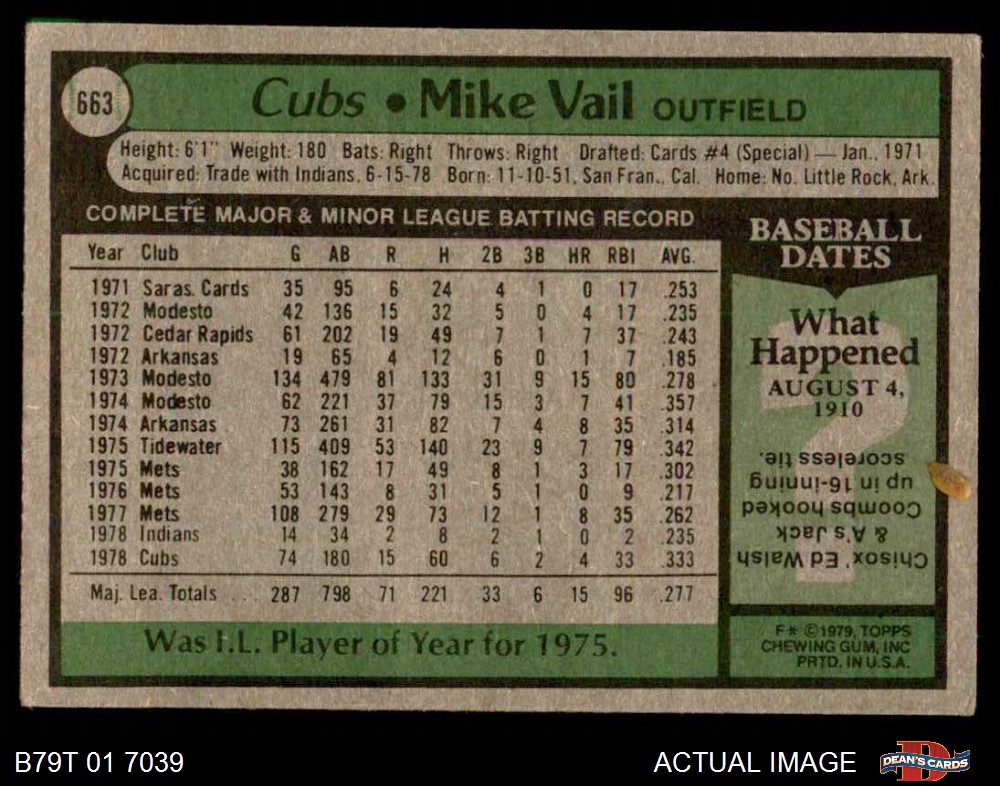 663
Cubs • Mike Vail OUTFIELD
Height: 6'1" Weight: 180 Bats: Right Throws: Right Drafted: Cards #4 (Special) — Jan., 1971
Acquired: Trade with Indians, 6-15-78 Born: 11-10-51, San Fran., Cal. Home: No. Little Rock, Ark.
COMPLETE MAJOR & MINOR LEAGUE BATTING RECORD
Year Club G AB R H 2B 3B HR RBI AVG.
1971 Saras. Cards 35 95 6 24 4 1 0 17 .253
1972 Modesto 42 136 15 32 5 0 4 17 .235
1972 Cedar Rapids 61 202 19 49 7 1 7 37 .243
1972 Arkansas 19 65 4 12 6 0 1 7 .185
1973 Modesto 134 479 81 133 31 9 15 80 .278
1974 Modesto 62 221 37 79 15 3 7 41 .357
1974 Arkansas 73 261 31 82 7 4 8 35 .314
1975 Tidewater 115 409 53 140 23 9 7 79 .342
1975 Mets 38 162 17 49 8 1 3 17 .302
1976 Mets 53 143 8 31 5 1 0 9 .217
1977 Mets 108 279 29 73 12 1 8 35 .262
1978 Indians 14 34 2 8 2 1 0 2 .235
1978 Cubs 74 180 15 60 6 2 4 33 .333
Maj. Lea. Totals ... 287 798 71 221 33 6 15 96 .277
Was I.L. Player of Year for 1975.
BASEBALL
DATES
What
Happened
AUGUST 4,
1910
Chisox' Ed Walsh
& A's Jack
Coombs hooked
up in 16-inning
scoreless tie.
F* ©1979, TOPPS
CHEWING GUM, INC
PRTD. IN U.S.A.
B79T 01 7039
ACTUAL IMAGE
D
DEAN'S CARDS